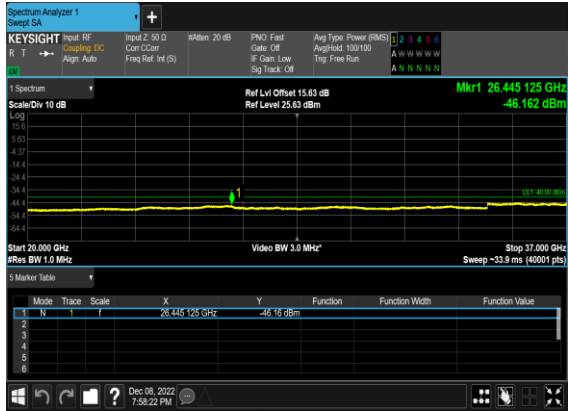 Spectrum Analyzer 1
Swept SA
+
KEYSIGHT Input: RF Input Z: 50 Ω #Atten: 20 dB PNO: Fast Avg Type: Power (RMS) 1 2 3 4 5 6
R T Coupling: DC Corr CCorr Gate: Off Avg|Hold: 100/100 A W W W W W
Align: Auto Freq Ref: Int (S) IF Gain: Low Trig: Free Run
LU Sig Track: Off A N N N N N
1 Spectrum Ref Lvl Offset 15.63 dB Mkr1 26.445 125 GHz
Scale/Div 10 dB Ref Level 25.63 dBm -46.162 dBm
Log
15.6
5.63
-4.37
-14.4
-24.4
-34.4 1 DL1 -40.00 dBm
-44.4
-54.4
-64.4
Start 20.000 GHz Video BW 3.0 MHz* Stop 37.000 GHz
#Res BW 1.0 MHz Sweep ~33.9 ms (40001 pts)
5 Marker Table
Mode Trace Scale X Y Function Function Width Function Value
1 N 1 f 26.445 125 GHz -46.16 dBm
2
3
4
5
6
? Dec 08, 2022
7:58:22 PM